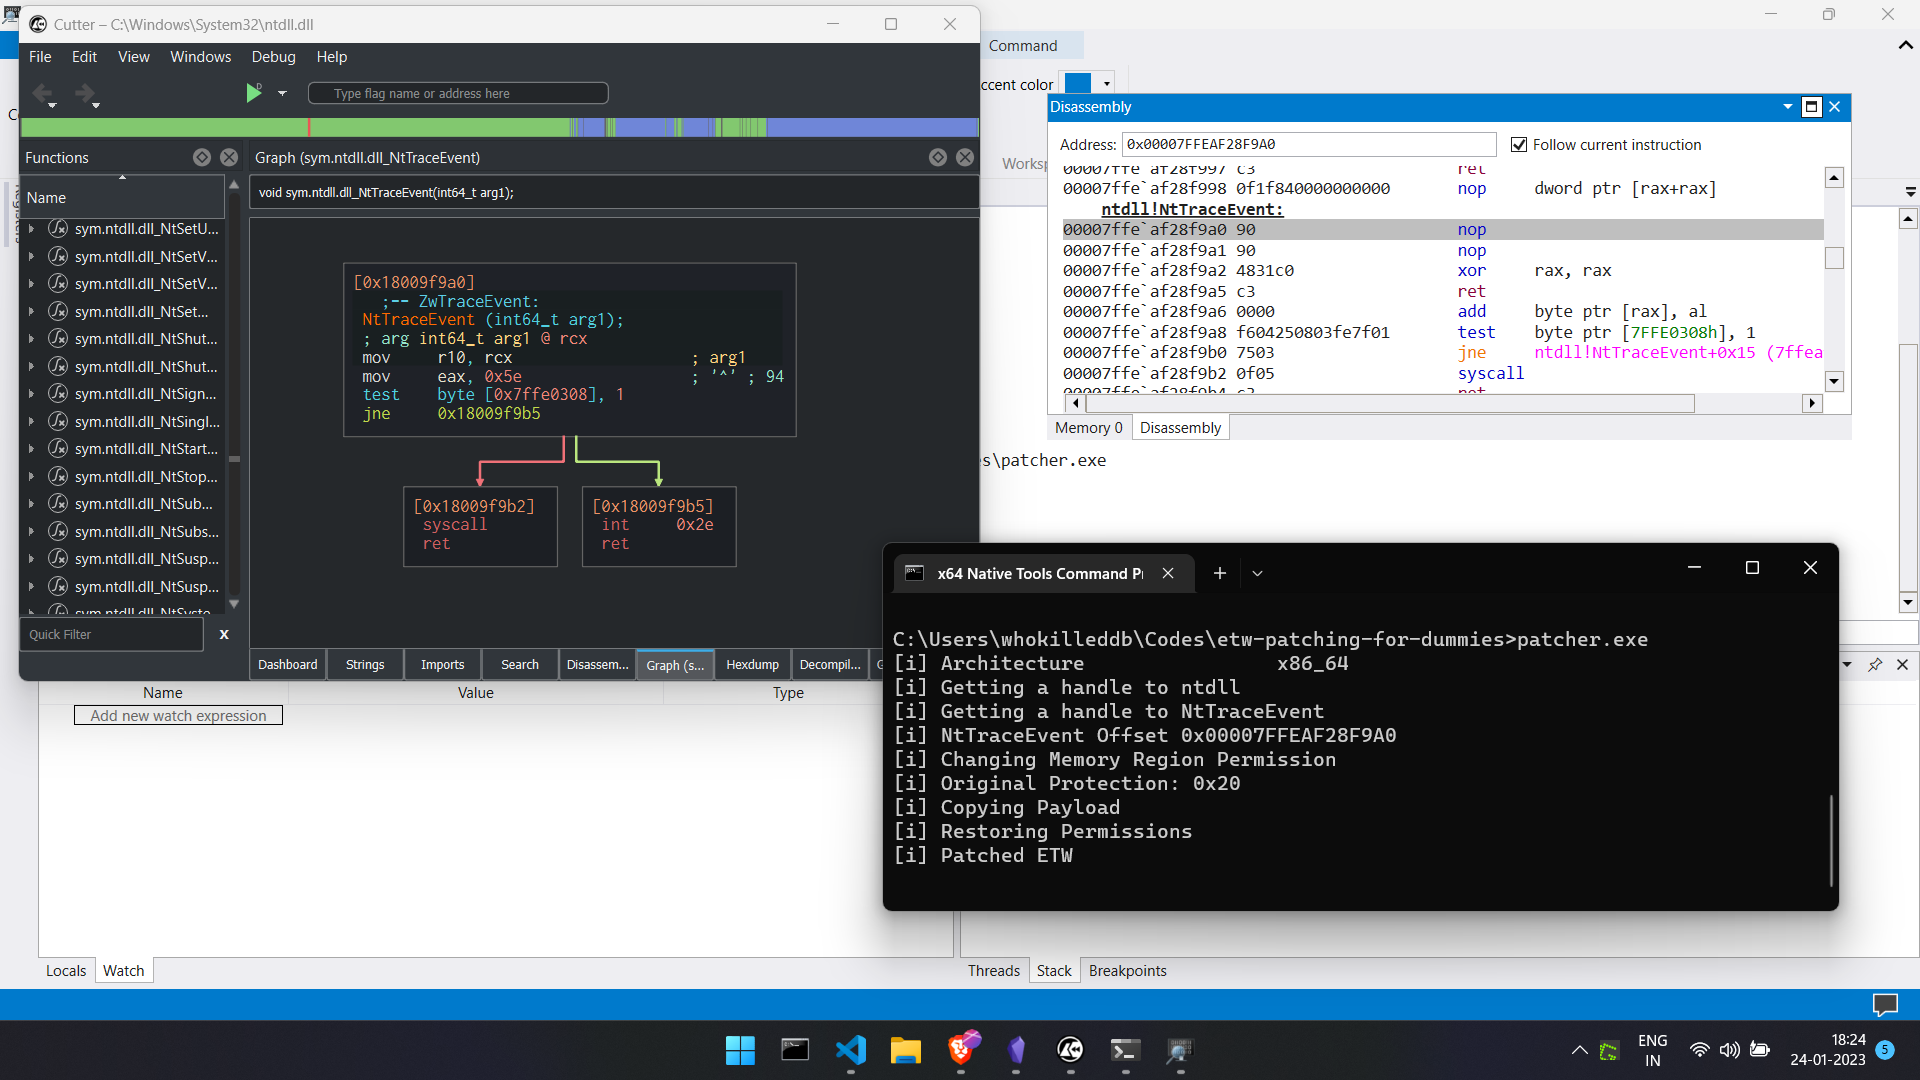 Cutter – C:\Windows\System32\ntdll.dll
File Edit View Windows Debug Help
Type flag name or address here
Functions
Name
sym.ntdll.dll_NtSetU...
sym.ntdll.dll_NtSetV...
sym.ntdll.dll_NtSetV...
sym.ntdll.dll_NtSet...
sym.ntdll.dll_NtShut...
sym.ntdll.dll_NtShut...
sym.ntdll.dll_NtSign...
sym.ntdll.dll_NtSingl...
sym.ntdll.dll_NtStart...
sym.ntdll.dll_NtStop...
sym.ntdll.dll_NtSub...
sym.ntdll.dll_NtSubs...
sym.ntdll.dll_NtSusp...
sym.ntdll.dll_NtSusp...
sym.ntdll.dll_NtSyste...
Quick Filter x
Graph (sym.ntdll.dll_NtTraceEvent)
void sym.ntdll.dll_NtTraceEvent(int64_t arg1);
[0x18009f9a0]
;-- ZwTraceEvent:
NtTraceEvent (int64_t arg1);
; arg int64_t arg1 @ rcx
mov r10, rcx ; arg1
mov eax, 0x5e ; '^' ; 94
test byte [0x7ffe0308], 1
jne 0x18009f9b5
[0x18009f9b2]
syscall
ret
[0x18009f9b5]
int 0x2e
ret
Dashboard Strings Imports Search Disassem... Graph (s... Hexdump Decompil...
Command
ccent color
Worksp
Disassembly
Address: 0x00007FFEAF28F9A0 Follow current instruction
00007ffe`af28f997 c3 ret
00007ffe`af28f998 0f1f840000000000 nop dword ptr [rax+rax]
ntdll!NtTraceEvent:
00007ffe`af28f9a0 90 nop
00007ffe`af28f9a1 90 nop
00007ffe`af28f9a2 4831c0 xor rax, rax
00007ffe`af28f9a5 c3 ret
00007ffe`af28f9a6 0000 add byte ptr [rax], al
00007ffe`af28f9a8 f604250803fe7f01 test byte ptr [7FFE0308h], 1
00007ffe`af28f9b0 7503 jne ntdll!NtTraceEvent+0x15 (7ffea
00007ffe`af28f9b2 0f05 syscall
00007ffe`af28f9b4 c3 ret
Memory 0 Disassembly
s\patcher.exe
x64 Native Tools Command P
C:\Users\whokilleddb\Codes\etw-patching-for-dummies>patcher.exe
[i] Architecture x86_64
[i] Getting a handle to ntdll
[i] Getting a handle to NtTraceEvent
[i] NtTraceEvent Offset 0x00007FFEAF28F9A0
[i] Changing Memory Region Permission
[i] Original Protection: 0x20
[i] Copying Payload
[i] Restoring Permissions
[i] Patched ETW
Name Value Type
Add new watch expression
Locals Watch
Threads Stack Breakpoints
ENG
IN
18:24
24-01-2023
5